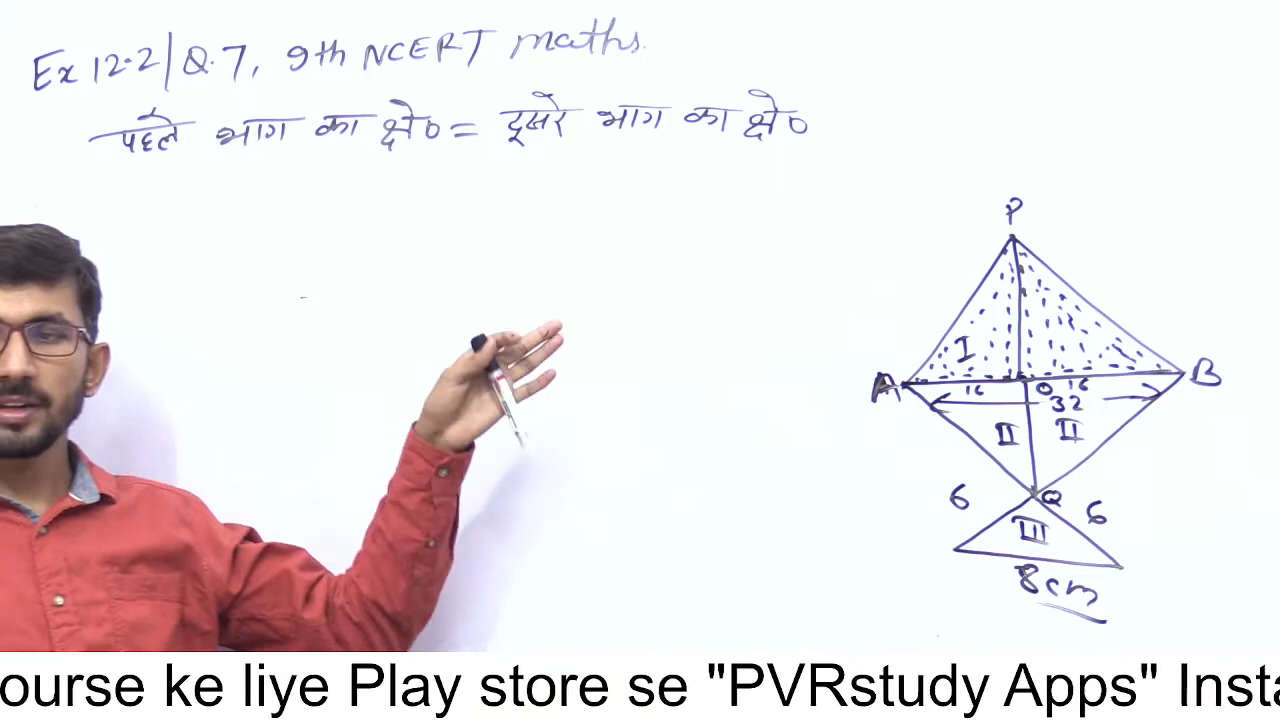 Ex 12.2 | Q.7, 9th NCERT maths.
पहले भाग का क्षे० = दूसरे भाग का क्षे०
P
I
A 16 O 16 B
32
II II
6 Q 6
III
8cm
ourse ke liye Play store se "PVRstudy Apps" Insta